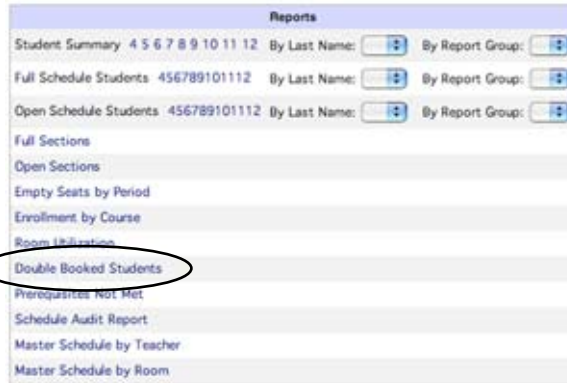 Reports
Student Summary 4 5 6 7 8 9 10 11 12 By Last Name: By Report Group:
Full Schedule Students 456789101112 By Last Name: By Report Group:
Open Schedule Students 456789101112 By Last Name: By Report Group:
Full Sections
Open Sections
Empty Seats by Period
Enrollment by Course
Room Utilization
Double Booked Students
Prerequisites Not Met
Schedule Audit Report
Master Schedule by Teacher
Master Schedule by Room